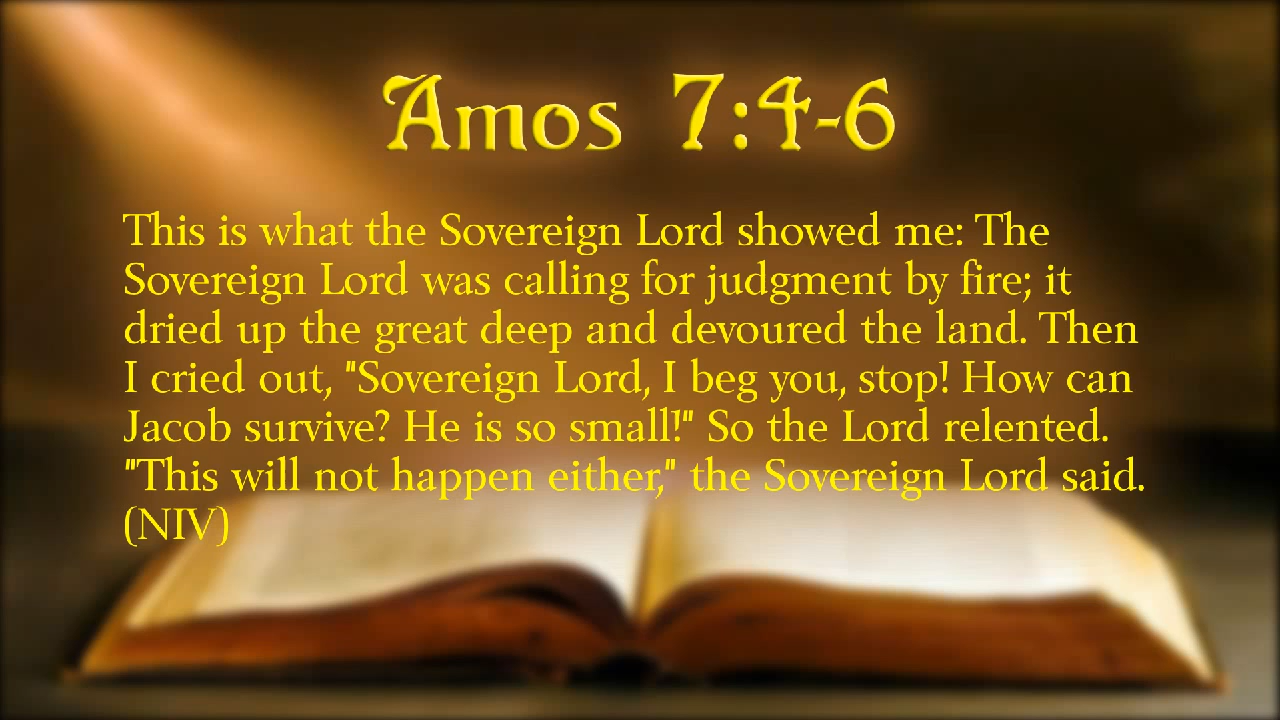 Amos 7:4-6
This is what the Sovereign Lord showed me: The
Sovereign Lord was calling for judgment by fire; it
dried up the great deep and devoured the land. Then
I cried out, "Sovereign Lord, I beg you, stop! How can
Jacob survive? He is so small!" So the Lord relented.
"This will not happen either," the Sovereign Lord said.
(NIV)